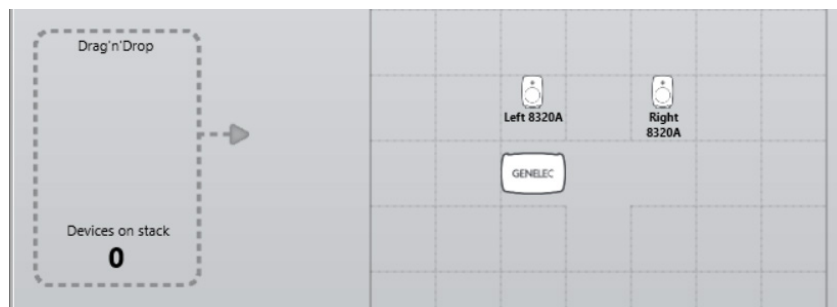 Drag'n'Drop
Left 8320A
Right
8320A
GENELEC
Devices on stack
0